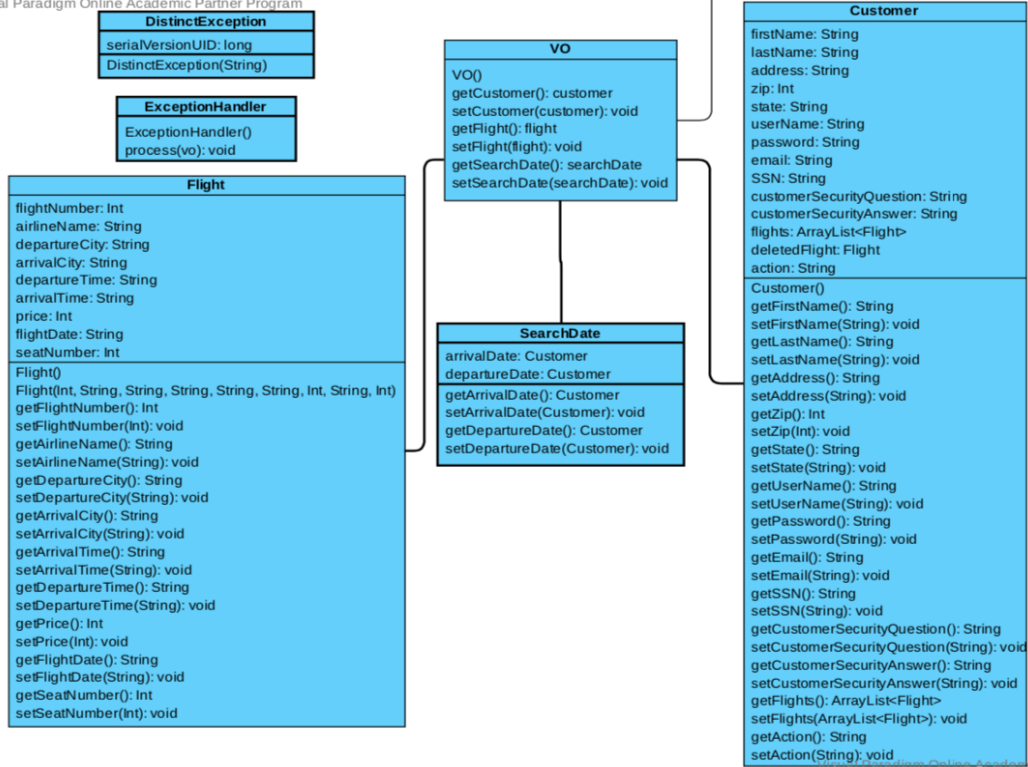 al Paradigm Online Academic Partner Program
DistinctException
serialVersionUID: long
DistinctException(String)
ExceptionHandler
ExceptionHandler()
process(vo): void
Flight
flightNumber: Int
airlineName: String
departureCity: String
arrivalCity: String
departureTime: String
arrivalTime: String
price: Int
flightDate: String
seatNumber: Int
Flight()
Flight(Int, String, String, String, String, String, Int, String, Int)
getFlightNumber(): Int
setFlightNumber(Int): void
getAirlineName(): String
setAirlineName(String): void
getDepartureCity(): String
setDepartureCity(String): void
getArrivalCity(): String
setArrivalCity(String): void
getArrivalTime(): String
setArrivalTime(String): void
getDepartureTime(): String
setDepartureTime(String): void
getPrice(): Int
setPrice(Int): void
getFlightDate(): String
setFlightDate(String): void
getSeatNumber(): Int
setSeatNumber(Int): void
VO
VO()
getCustomer(): customer
setCustomer(customer): void
getFlight(): flight
setFlight(flight): void
getSearchDate(): searchDate
setSearchDate(searchDate): void
SearchDate
arrivalDate: Customer
departureDate: Customer
getArrivalDate(): Customer
setArrivalDate(Customer): void
getDepartureDate(): Customer
setDepartureDate(Customer): void
Customer
firstName: String
lastName: String
address: String
zip: Int
state: String
userName: String
password: String
email: String
SSN: String
customerSecurityQuestion: String
customerSecurityAnswer: String
flights: ArrayList<Flight>
deletedFlight: Flight
action: String
Customer()
getFirstName(): String
setFirstName(String): void
getLastName(): String
setLastName(String): void
getAddress(): String
setAddress(String): void
getZip(): Int
setZip(Int): void
getState(): String
setState(String): void
getUserName(): String
setUserName(String): void
getPassword(): String
setPassword(String): void
getEmail(): String
setEmail(String): void
getSSN(): String
setSSN(String): void
getCustomerSecurityQuestion(): String
setCustomerSecurityQuestion(String): void
getCustomerSecurityAnswer(): String
setCustomerSecurityAnswer(String): void
getFlights(): ArrayList<Flight>
setFlights(ArrayList<Flight>): void
getAction(): String
setAction(String): void
Paradigm Online Academ